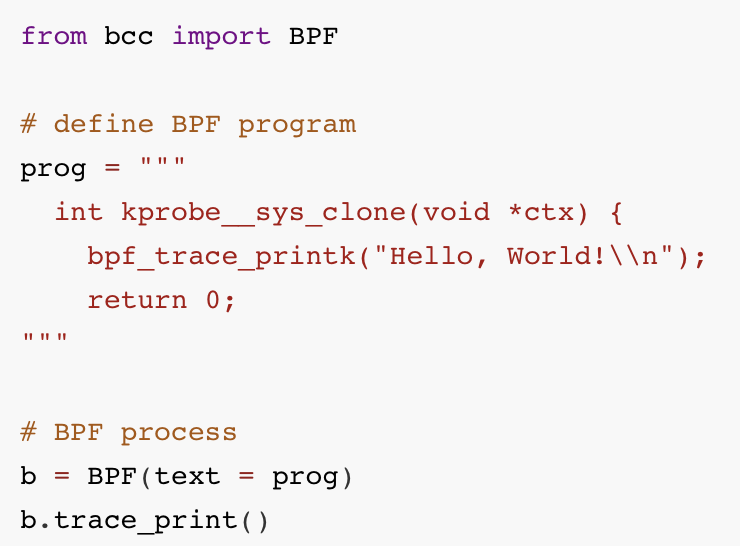 from bcc import BPF

# define BPF program
prog = """
  int kprobe__sys_clone(void *ctx) {
    bpf_trace_printk("Hello, World!\\n");
    return 0;
"""

# BPF process
b = BPF(text = prog)
b.trace_print()